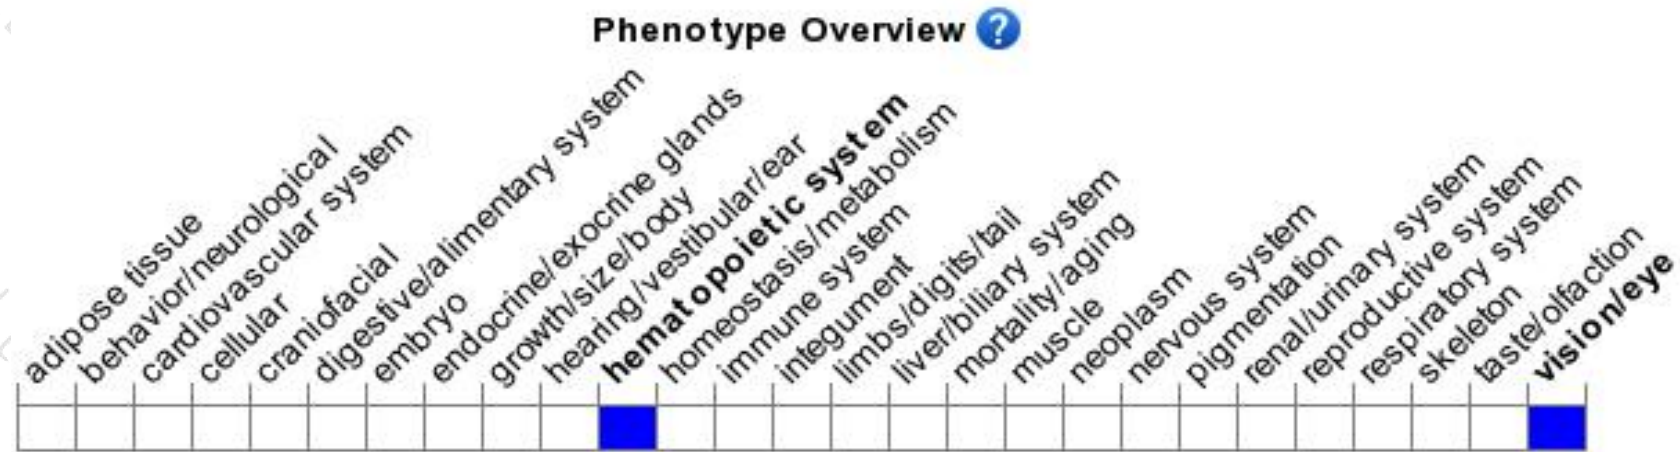 Phenotype Overview ?
adipose tissue
behavior/neurological
cardiovascular system
cellular
craniofacial
digestive/alimentary system
embryo
endocrine/exocrine glands
growth/size/body
hearing/vestibular/ear
hematopoietic system
homeostasis/metabolism
immune system
integument
limbs/digits/tail
liver/biliary system
mortality/aging
muscle
neoplasm
nervous system
pigmentation
renal/urinary system
reproductive system
respiratory system
skeleton
taste/olfaction
vision/eye